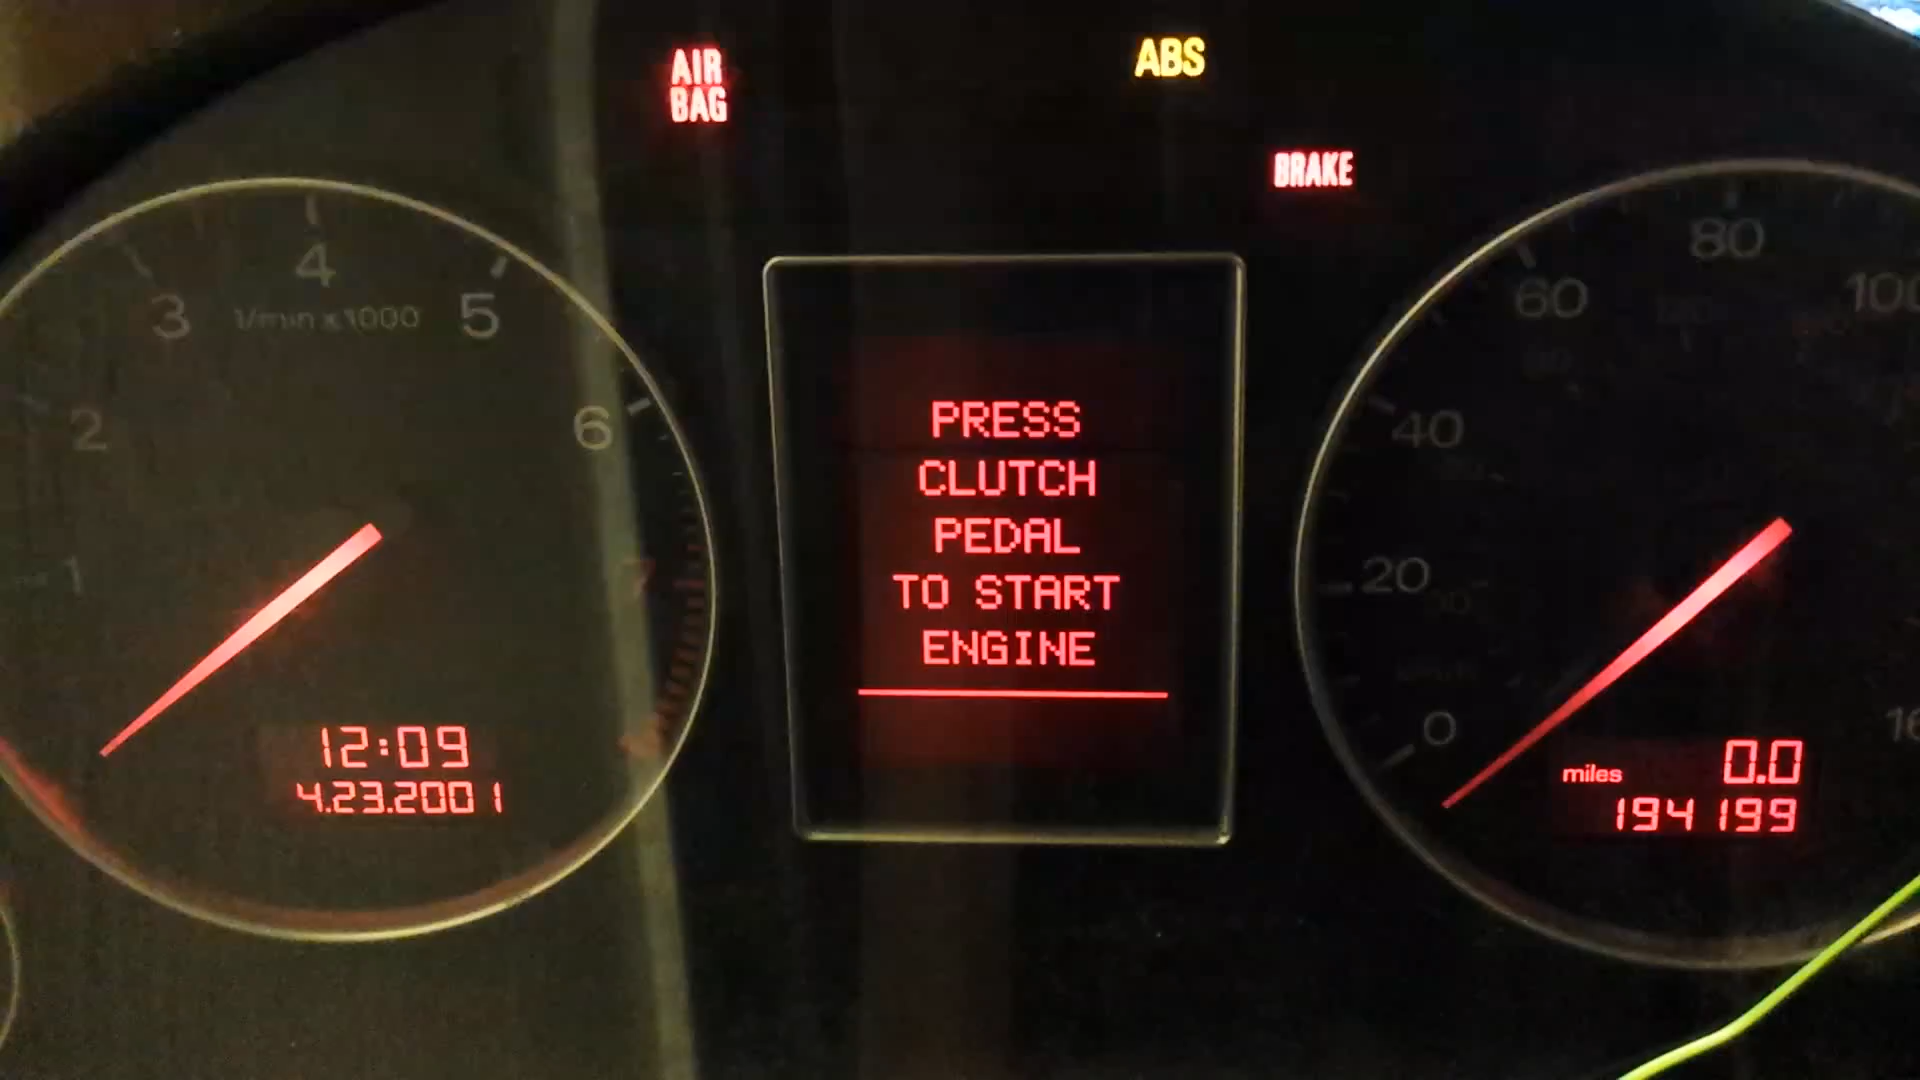 AIR
BAG
ABS
BRAKE
4
3
1/min x1000
5
2
6
1
7
12:09
4.23.2001
PRESS
CLUTCH
PEDAL
TO START
ENGINE
80
60
100
40
20
0
miles
0.0
194199